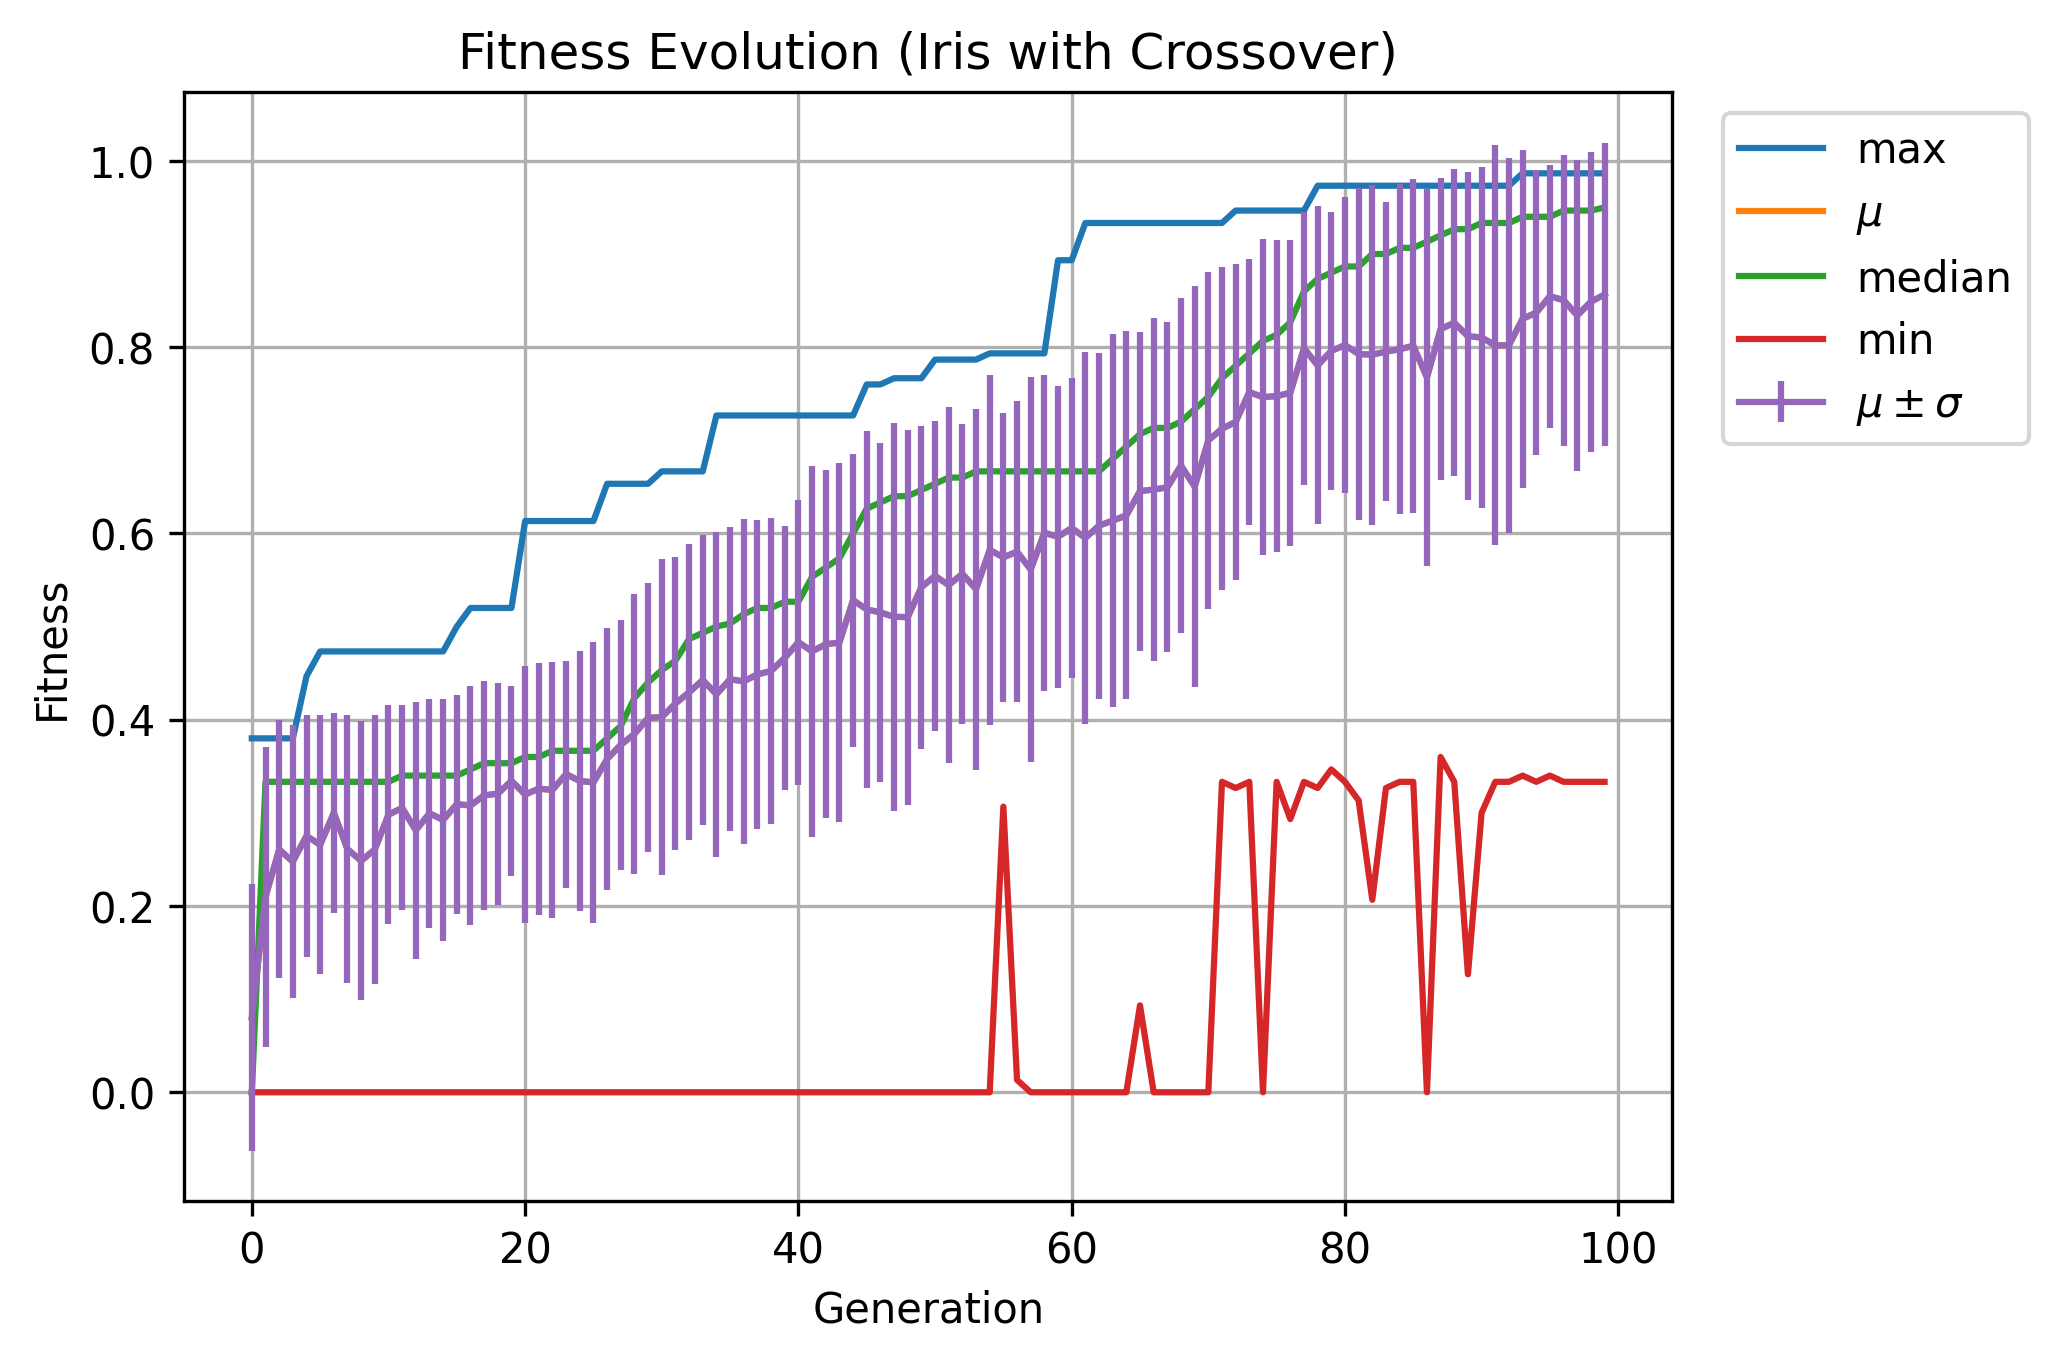 Fitness Evolution (Iris with Crossover)
1.0
0.8
0.6
0.4
0.2
0.0
Fitness
0 20 40 60 80 100
Generation
max
μ
median
min
μ ± σ